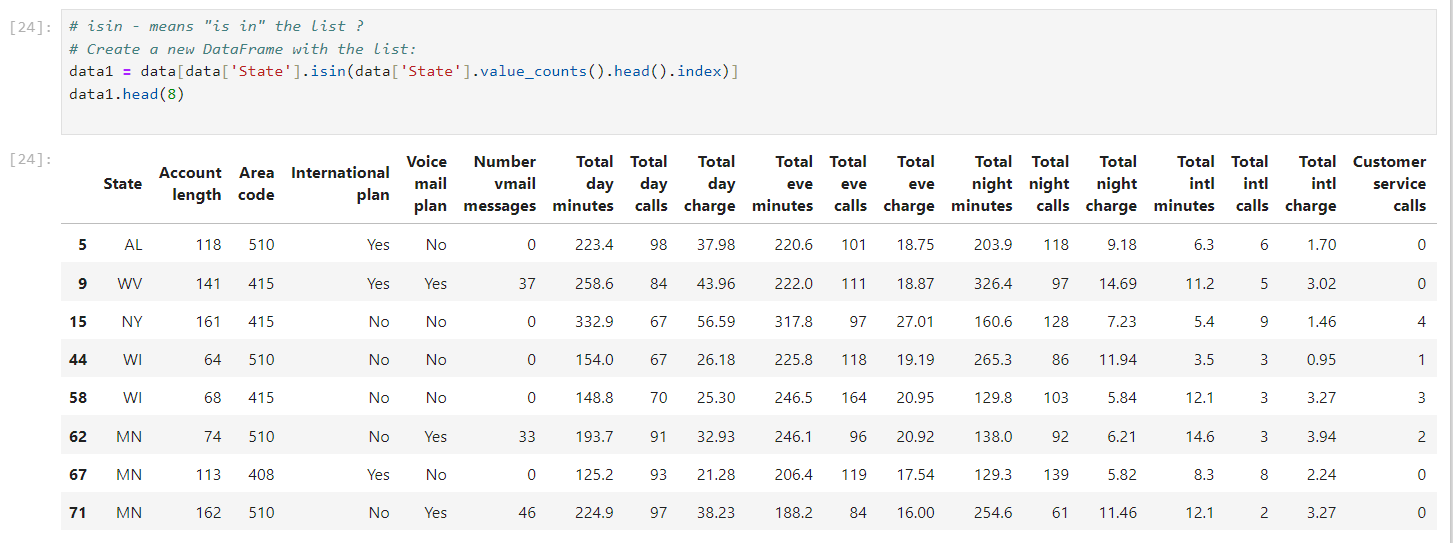 [24]: # isin - means "is in" the list ?
# Create a new DataFrame with the list:
data1 = data[data['State'].isin(data['State'].value_counts().head().index)]
data1.head(8)
[24]:
State Account length Area code International plan Voice mail plan Number vmail messages Total day minutes Total day calls Total day charge Total eve minutes Total eve calls Total eve charge Total night minutes Total night calls Total night charge Total intl minutes Total intl calls Total intl charge Customer service calls
5 AL 118 510 Yes No 0 223.4 98 37.98 220.6 101 18.75 203.9 118 9.18 6.3 6 1.70 0
9 WV 141 415 Yes Yes 37 258.6 84 43.96 222.0 111 18.87 326.4 97 14.69 11.2 5 3.02 0
15 NY 161 415 No No 0 332.9 67 56.59 317.8 97 27.01 160.6 128 7.23 5.4 9 1.46 4
44 WI 64 510 No No 0 154.0 67 26.18 225.8 118 19.19 265.3 86 11.94 3.5 3 0.95 1
58 WI 68 415 No No 0 148.8 70 25.30 246.5 164 20.95 129.8 103 5.84 12.1 3 3.27 3
62 MN 74 510 No Yes 33 193.7 91 32.93 246.1 96 20.92 138.0 92 6.21 14.6 3 3.94 2
67 MN 113 408 Yes No 0 125.2 93 21.28 206.4 119 17.54 129.3 139 5.82 8.3 8 2.24 0
71 MN 162 510 No Yes 46 224.9 97 38.23 188.2 84 16.00 254.6 61 11.46 12.1 2 3.27 0